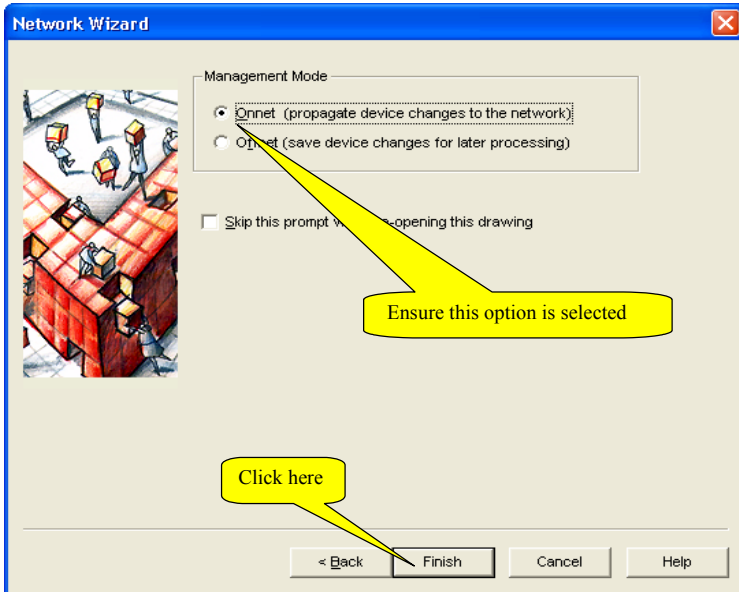 Network Wizard
Management Mode
Onnet (propagate device changes to the network)
(save device changes for later processing)
Skip this prompt opening this drawing
Ensure this option is selected
Click here
< Back Finish Cancel Help